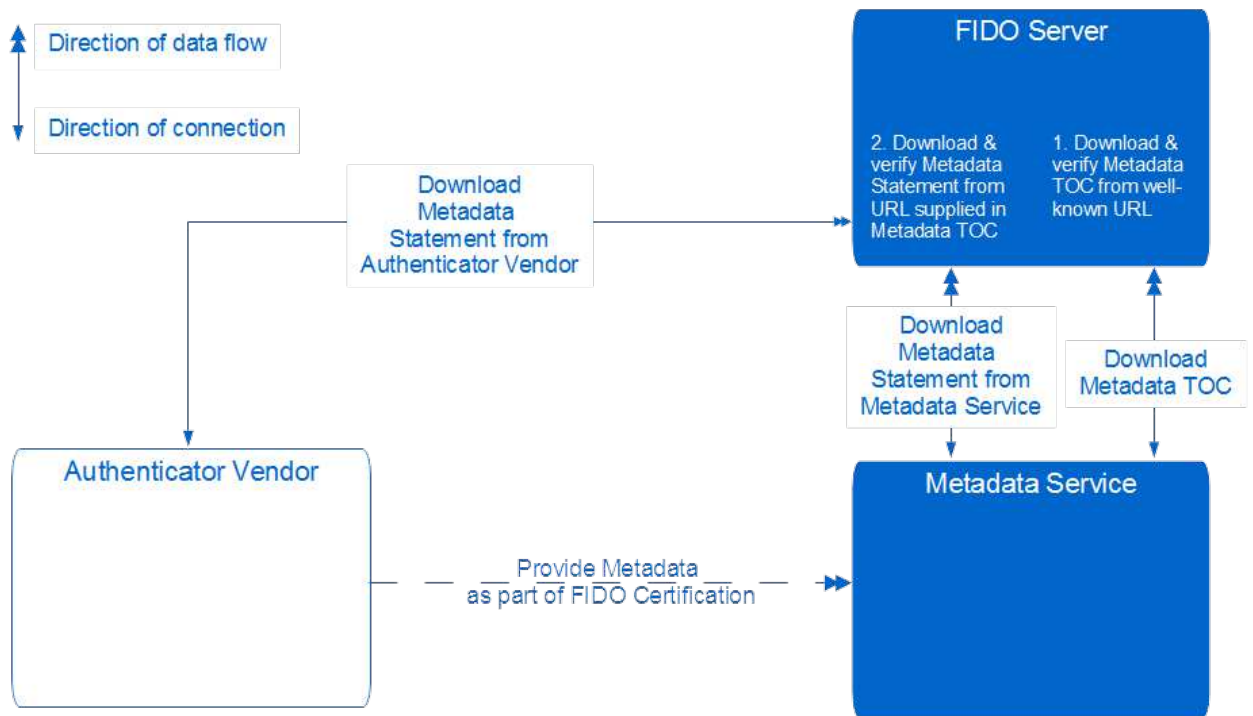 Direction of data flow
Direction of connection
FIDO Server
2. Download &
verify Metadata
Statement from
URL supplied in
Metadata TOC
1. Download &
verify Metadata
TOC from well-
known URL
Download
Metadata
Statement from
Authenticator Vendor
Download
Metadata
Statement from
Metadata Service
Download
Metadata TOC
Authenticator Vendor
Metadata Service
Provide Metadata
as part of FIDO Certification